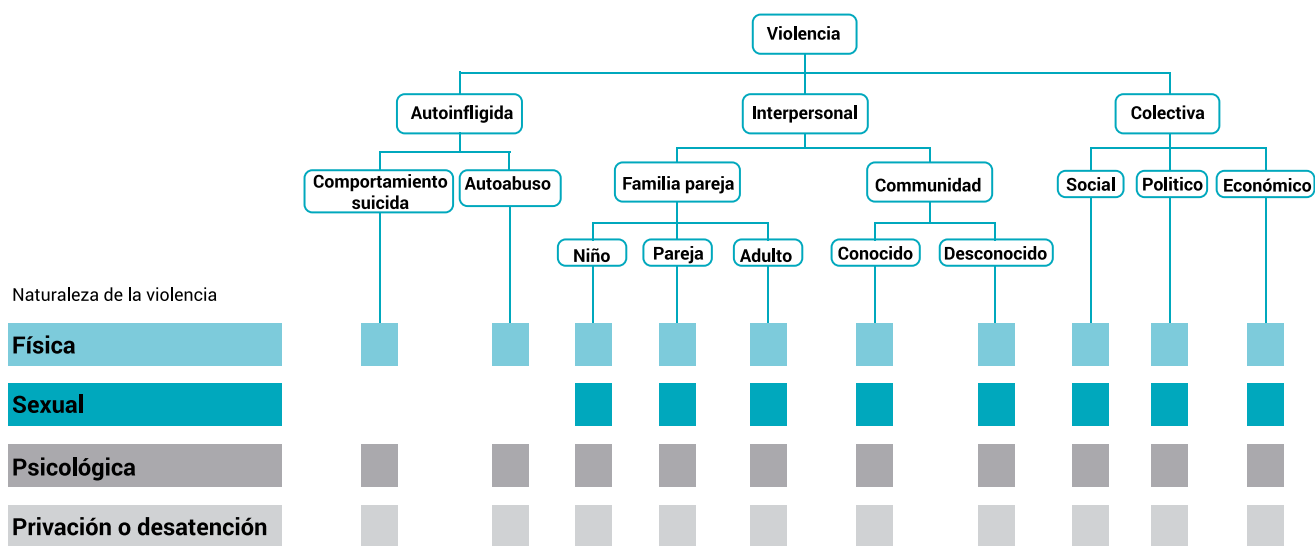 Violencia
Autoinfligida
Interpersonal
Colectiva
Comportamiento
suicida
Autoabuso
Familia pareja
Communidad
Social
Politico
Económico
Niño
Pareja
Adulto
Conocido
Desconocido
Naturaleza de la violencia
Física
Sexual
Psicológica
Privación o desatención